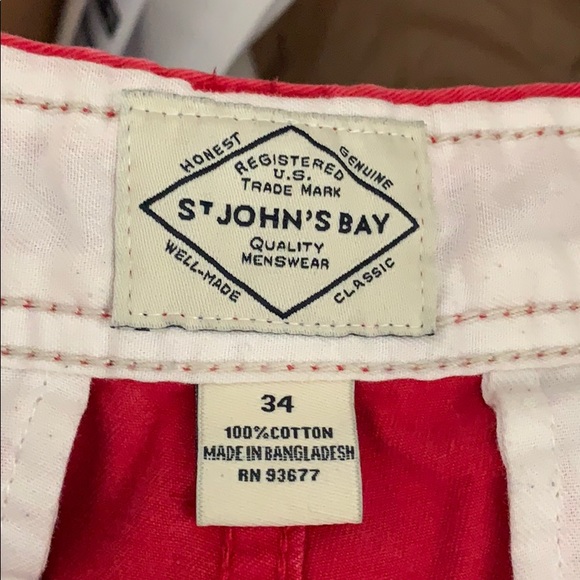 HONEST
GENUINE
REGISTERED
U.S.
TRADE MARK
ST JOHN'S BAY
QUALITY
MENSWEAR
WELL-MADE
CLASSIC
34
100% COTTON
MADE IN BANGLADESH
RN 93677